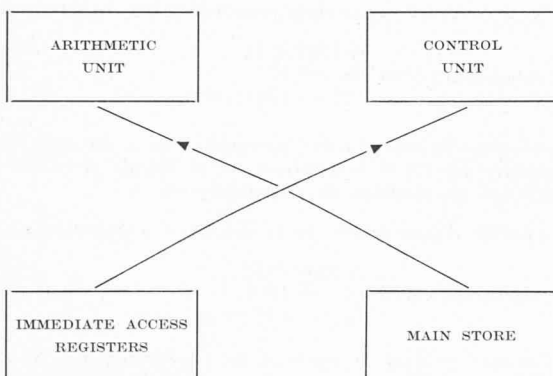 ARITHMETIC
UNIT
CONTROL
UNIT
IMMEDIATE ACCESS
REGISTERS
MAIN STORE